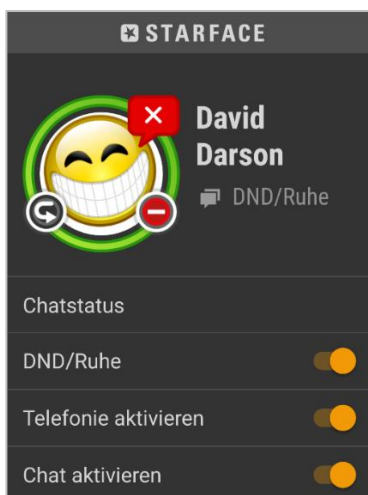 STARFACE
David
Darson
DND/Ruhe
Chatstatus
DND/Ruhe
Telefonie aktivieren
Chat aktivieren